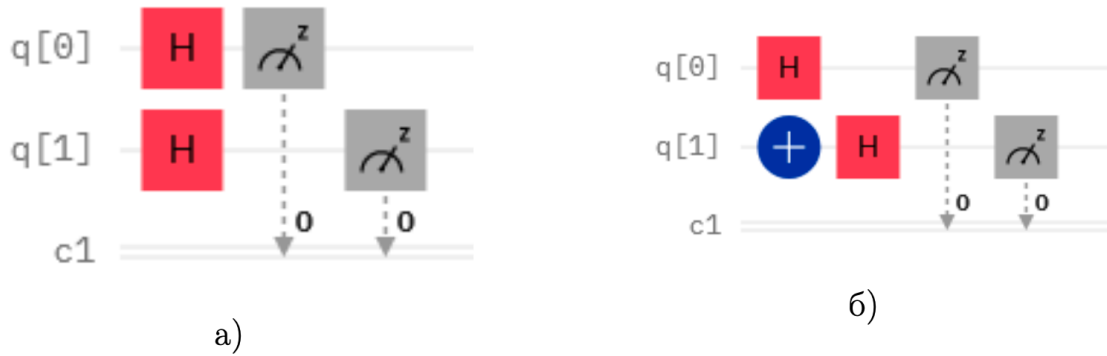 q[0] H z
q[1] H z
0 0
c1
а)
q[0] H z
q[1] + H z
0 0
c1
б)